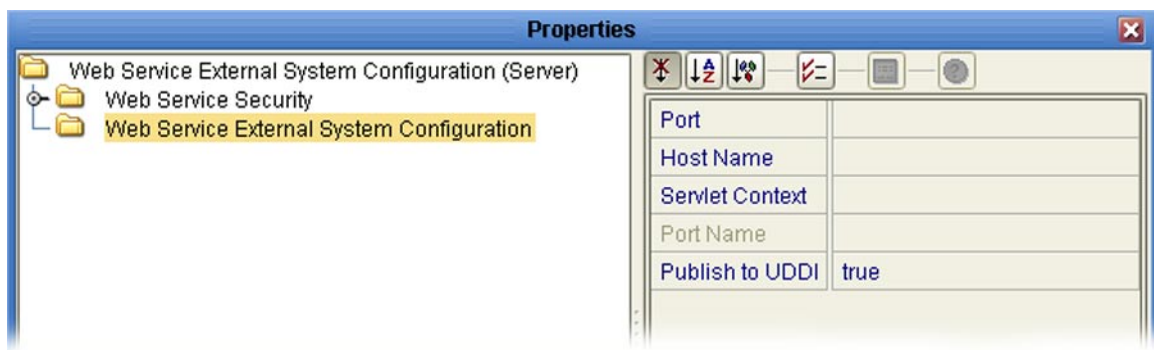 Properties
Web Service External System Configuration (Server)
Web Service Security
Web Service External System Configuration
Port
Host Name
Servlet Context
Port Name
Publish to UDDI true